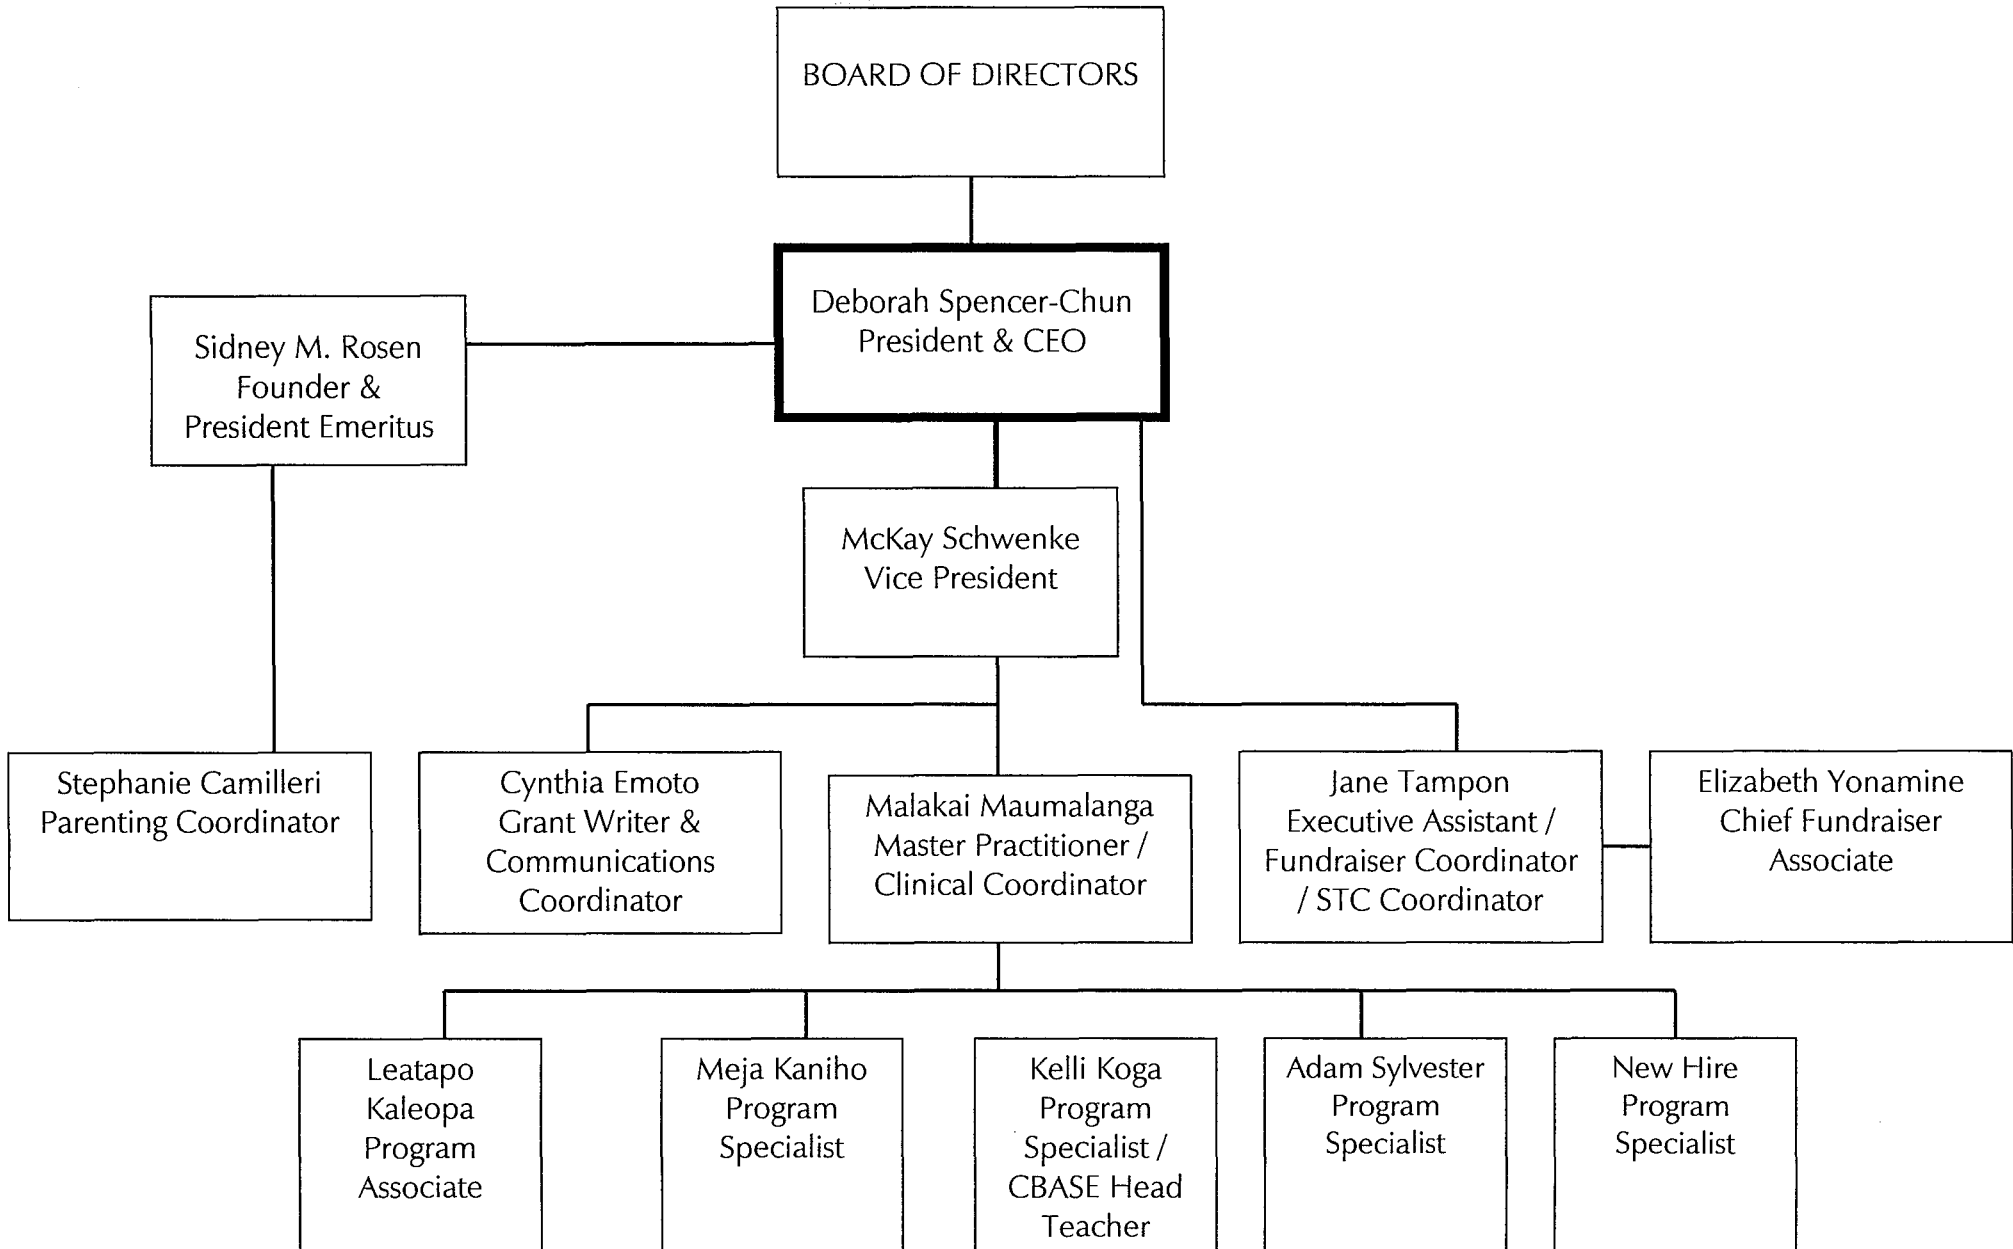 BOARD OF DIRECTORS
Deborah Spencer-Chun
President & CEO
Sidney M. Rosen
Founder &
President Emeritus
McKay Schwenke
Vice President
Stephanie Camilleri
Parenting Coordinator
Cynthia Emoto
Grant Writer &
Communications
Coordinator
Malakai Maumalanga
Master Practitioner /
Clinical Coordinator
Jane Tampon
Executive Assistant /
Fundraiser Coordinator
/ STC Coordinator
Elizabeth Yonamine
Chief Fundraiser
Associate
Leatapo
Kaleopa
Program
Associate
Meja Kaniho
Program
Specialist
Kelli Koga
Program
Specialist /
CBASE Head
Teacher
Adam Sylvester
Program
Specialist
New Hire
Program
Specialist